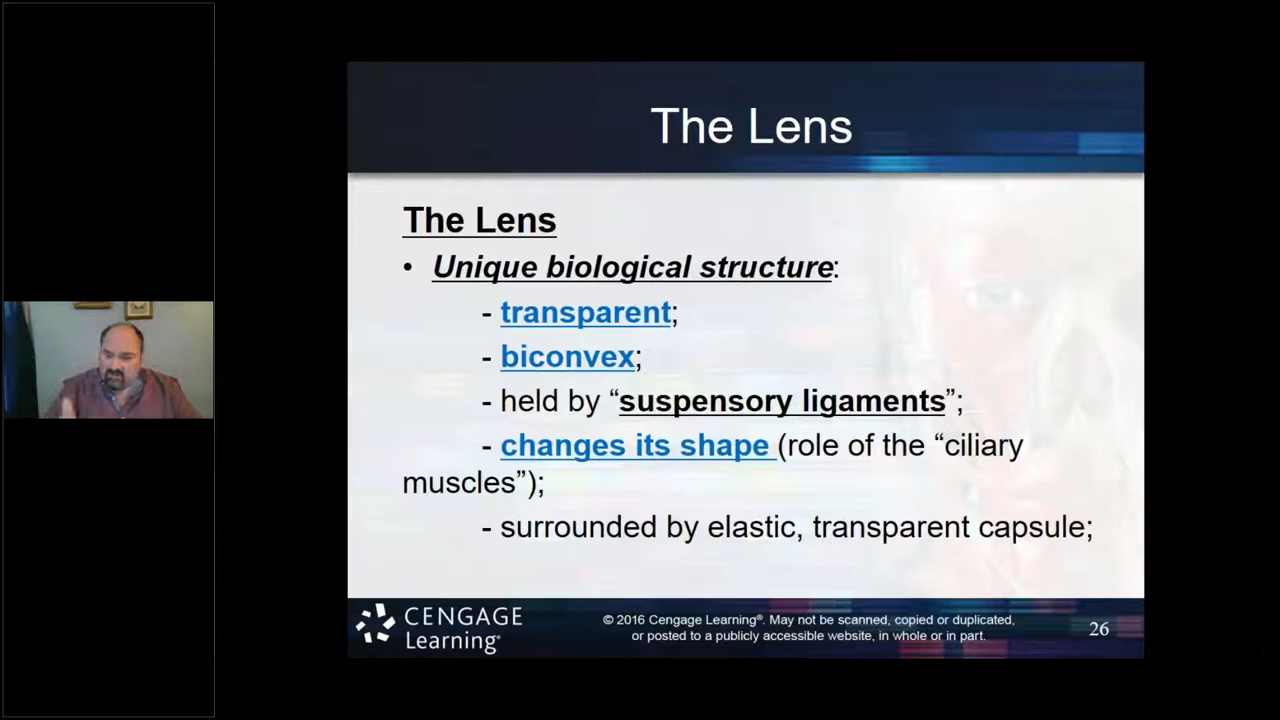 The Lens
The Lens
• Unique biological structure:
- transparent;
- biconvex;
- held by “suspensory ligaments”;
- changes its shape (role of the “ciliary
muscles”);
- surrounded by elastic, transparent capsule;
CENGAGE
Learning®
© 2016 Cengage Learning®. May not be scanned, copied or duplicated,
or posted to a publicly accessible website, in whole or in part.
26